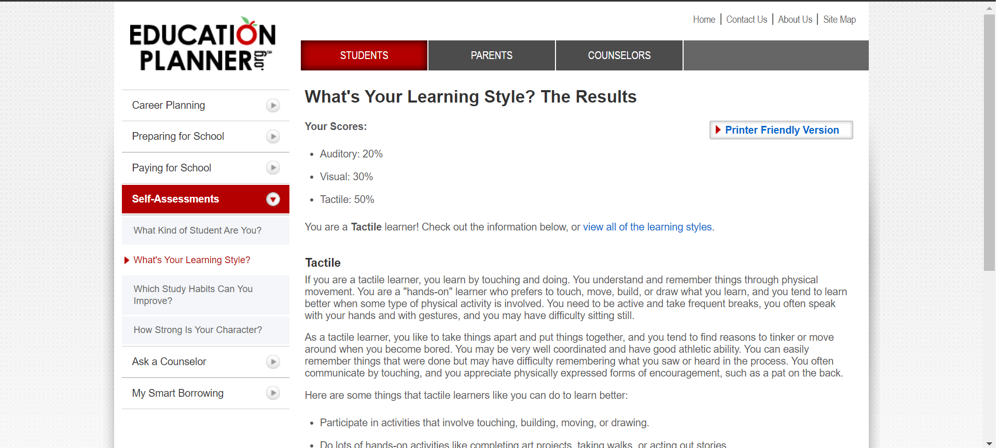 EDUCATION
PLANNER.org
SM
Home
Contact Us
About Us
Site Map
STUDENTS
PARENTS
COUNSELORS
Career Planning
Preparing for School
Paying for School
Self-Assessments
What Kind of Student Are You?
What's Your Learning Style?
Which Study Habits Can You
Improve?
How Strong Is Your Character?
Ask a Counselor
My Smart Borrowing
What's Your Learning Style? The Results
Your Scores:
Printer Friendly Version
• Auditory: 20%
• Visual: 30%
• Tactile: 50%
You are a Tactile learner! Check out the information below, or view all of the learning styles.
Tactile
If you are a tactile learner, you learn by touching and doing. You understand and remember things through physical
movement. You are a "hands-on" learner who prefers to touch, move, build, or draw what you learn, and you tend to learn
better when some type of physical activity is involved. You need to be active and take frequent breaks, you often speak
with your hands and with gestures, and you may have difficulty sitting still.
As a tactile learner, you like to take things apart and put things together, and you tend to find reasons to tinker or move
around when you become bored. You may be very well coordinated and have good athletic ability. You can easily
remember things that were done but may have difficulty remembering what you saw or heard in the process. You often
communicate by touching, and you appreciate physically expressed forms of encouragement, such as a pat on the back.
Here are some things that tactile learners like you can do to learn better:
• Participate in activities that involve touching, building, moving, or drawing.
• Do lots of hands-on activities like completing art projects, taking walks, or acting out stories